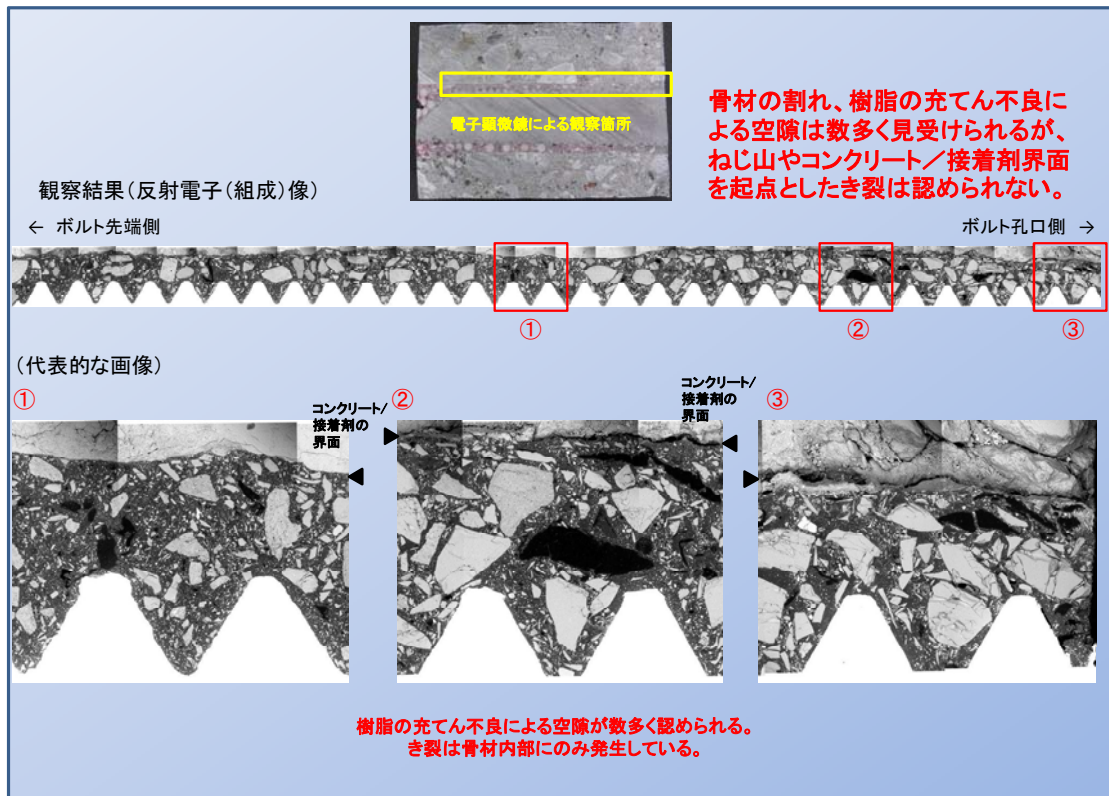 電子顕微鏡による観察箇所
骨材の割れ、樹脂の充てん不良に
よる空隙は数多く見受けられるが、
ねじ山やコンクリート／接着剤界面
を起点としたき裂は認められない。
観察結果（反射電子（組成）像）
← ボルト先端側
ボルト孔口側 →
①
②
③
（代表的な画像）
①
コンクリート/
接着剤の
界面
②
コンクリート/
接着剤の
界面
③
樹脂の充てん不良による空隙が数多く認められる。
き裂は骨材内部にのみ発生している。